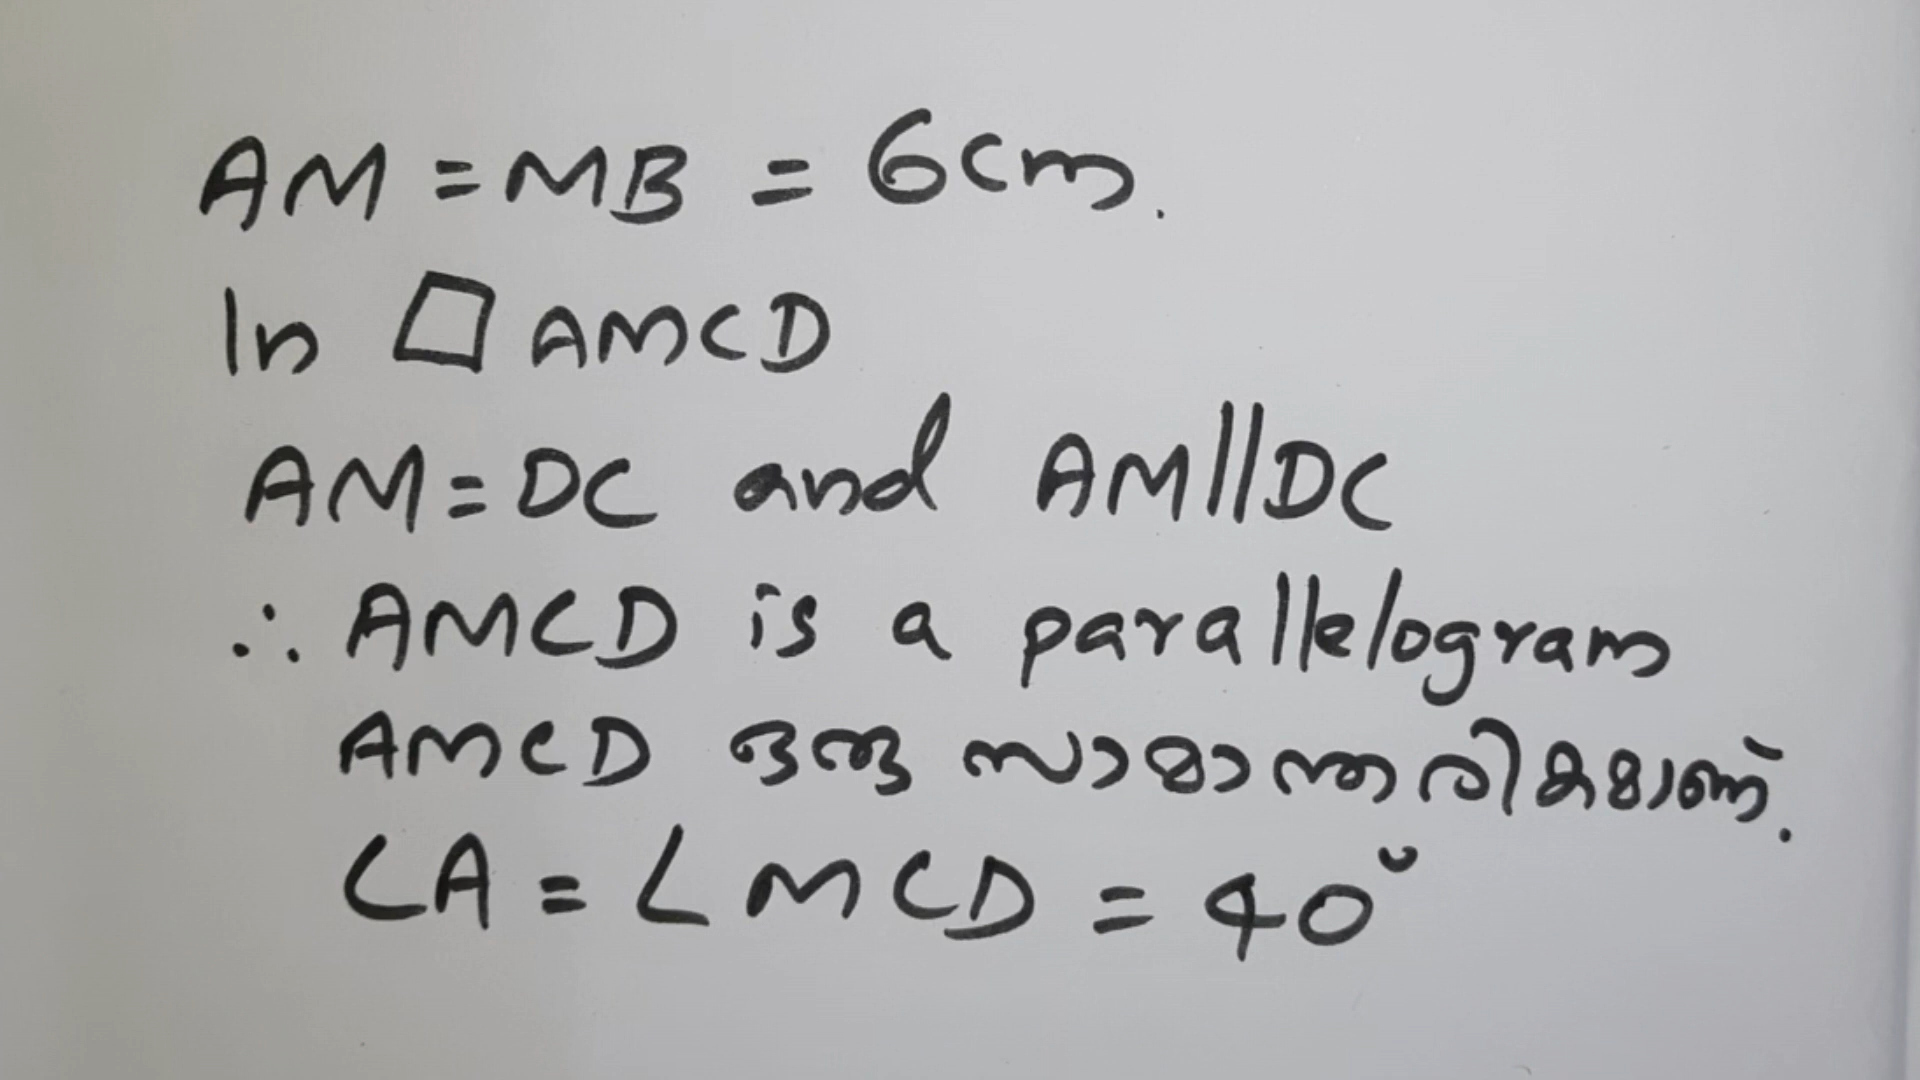 AM = MB = 6cm.
In ▱ AMCD
AM = DC and AM||DC
∴ AMCD is a parallelogram
AMCD ഒരു സാമാന്തരികമാണ്.
∠A = ∠MCD = 40°